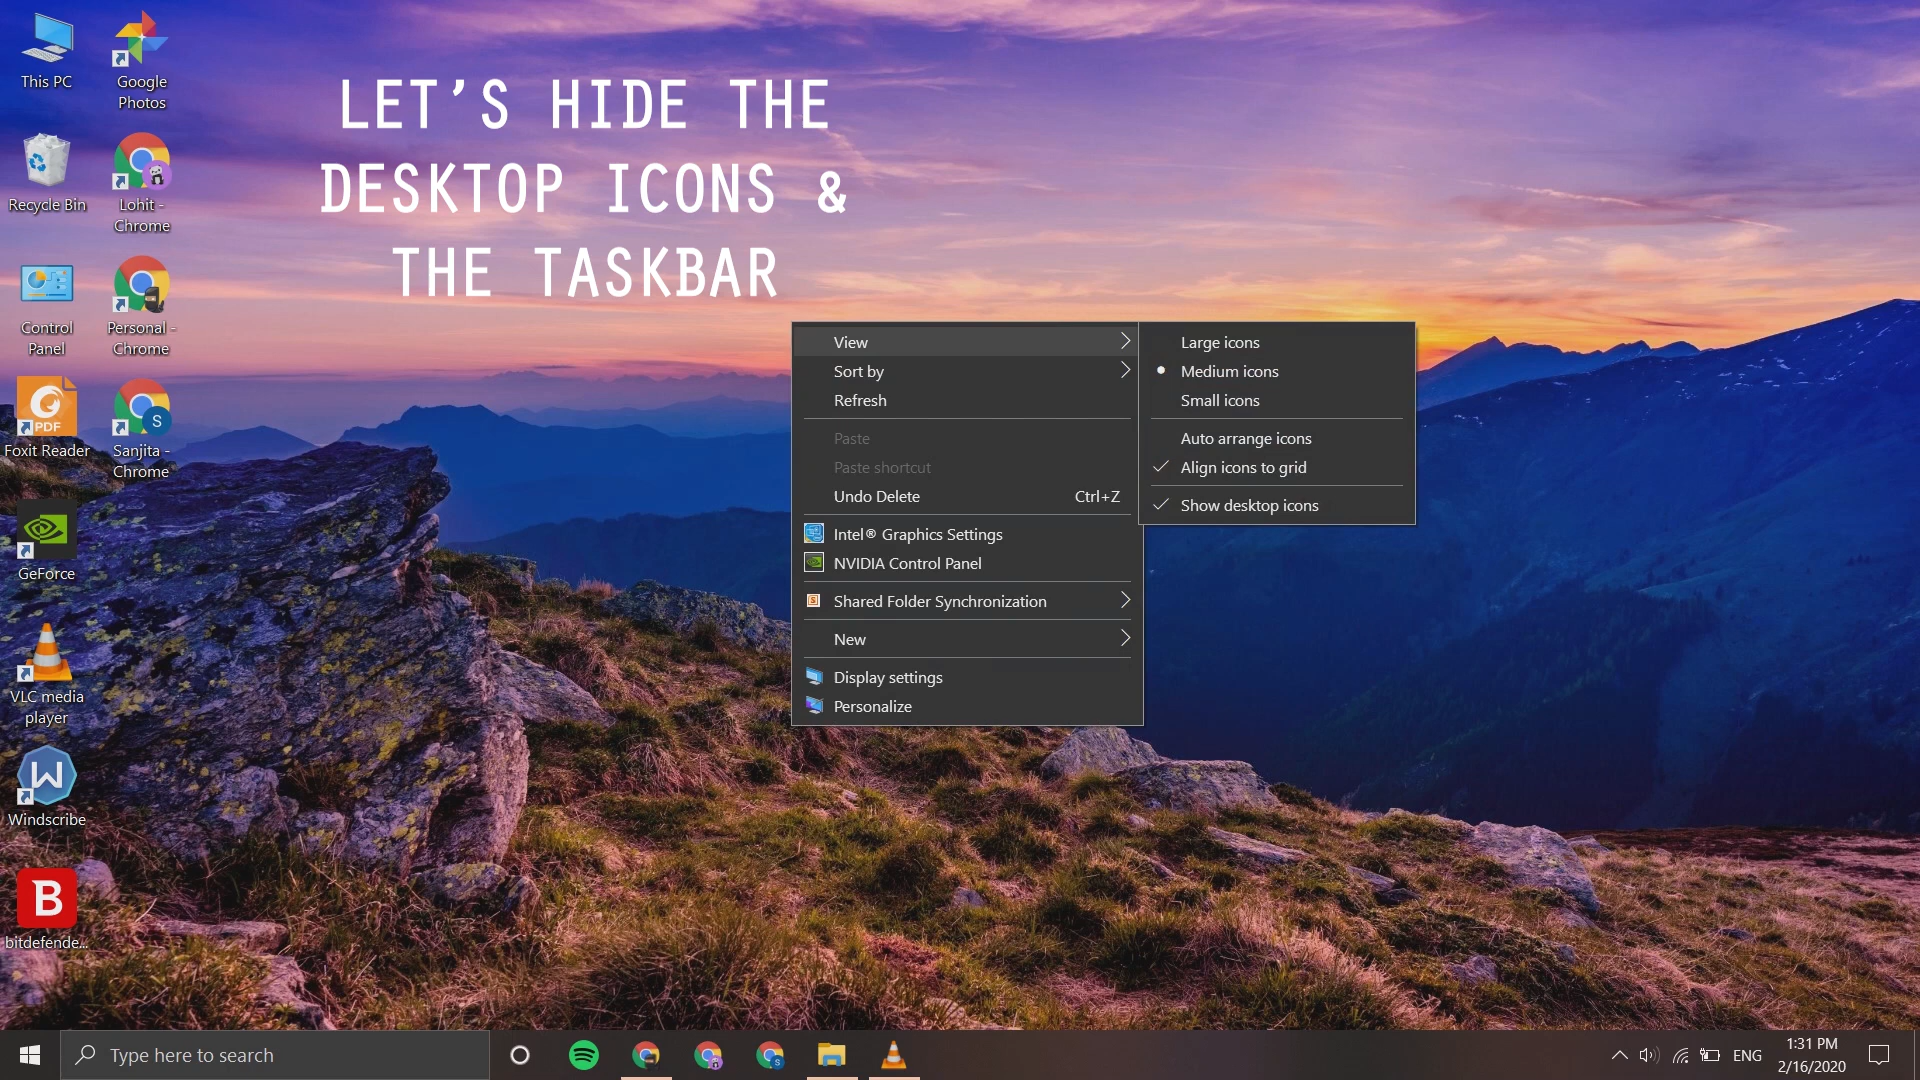 This PC
Google
Photos
LET'S HIDE THE
DESKTOP ICONS &
THE TASKBAR
Recycle Bin
Lohit -
Chrome
Control
Panel
Personal -
Chrome
PDF
Foxit Reader
S
Sanjita -
Chrome
GeForce
VLC media
player
W
Windscribe
B
bitdefende...
View
Sort by
Refresh
Paste
Paste shortcut
Undo Delete Ctrl+Z
Intel® Graphics Settings
NVIDIA Control Panel
S
Shared Folder Synchronization
New
Display settings
Personalize
Large icons
Medium icons
Small icons
Auto arrange icons
Align icons to grid
Show desktop icons
Type here to search
S
ENG
1:31 PM
2/16/2020